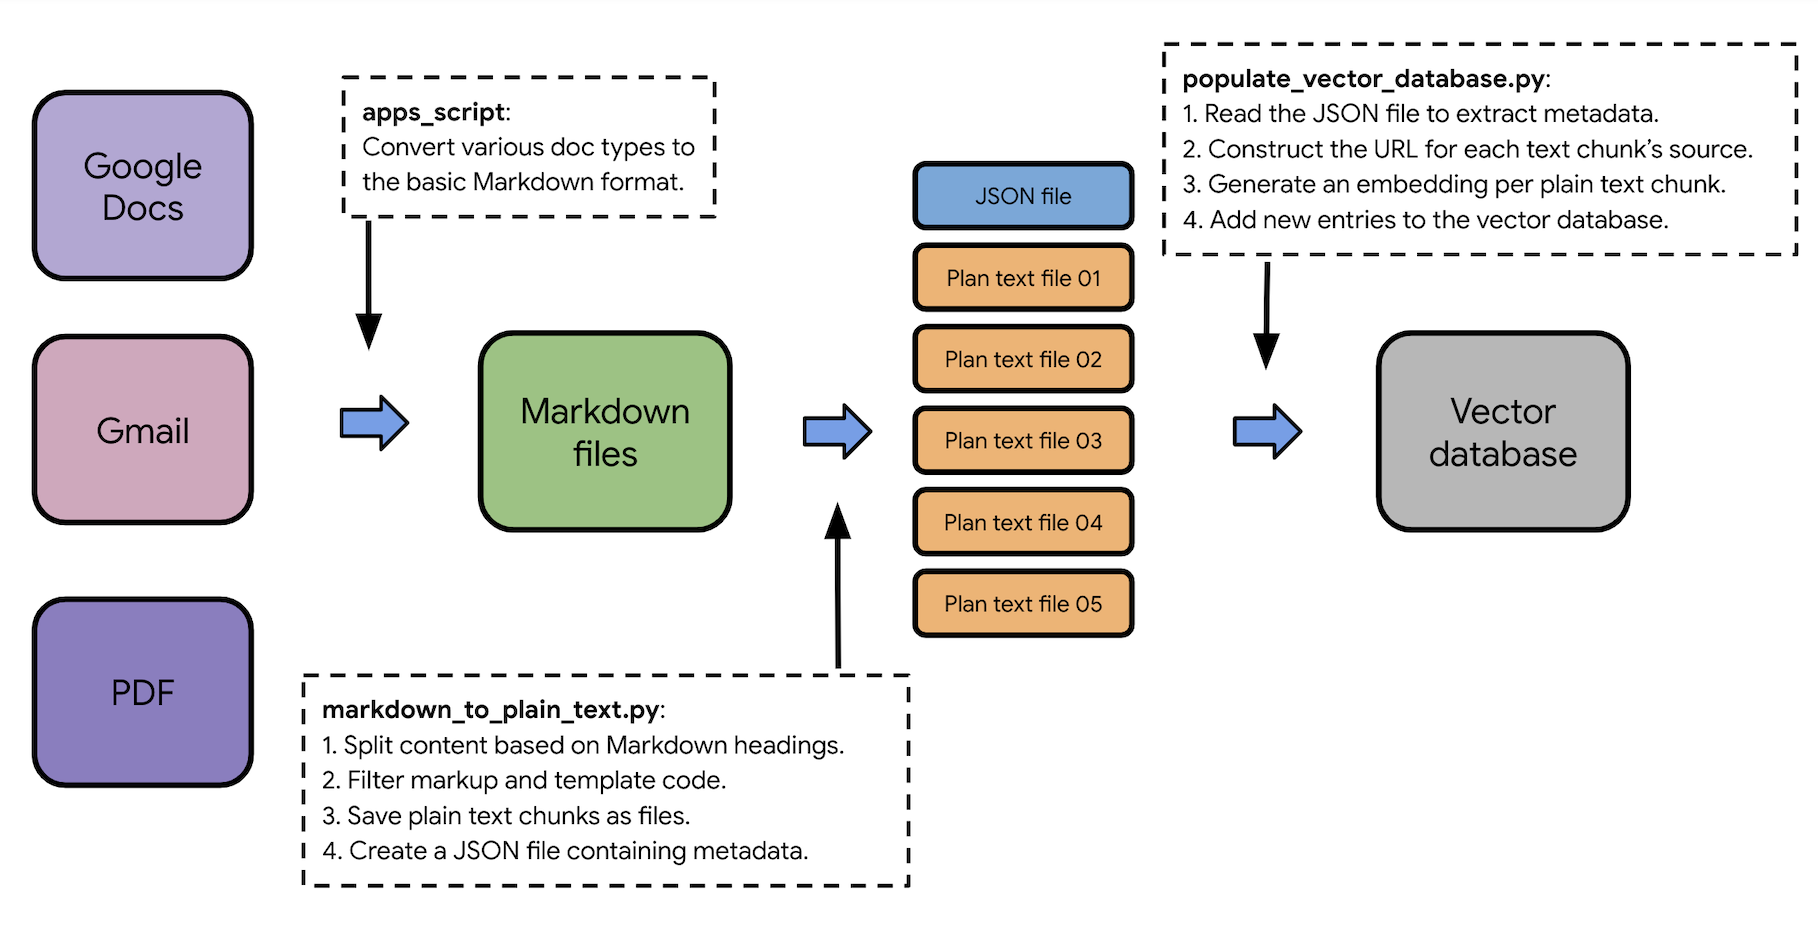 Google
Docs
Gmail
PDF
apps_script:
Convert various doc types to
the basic Markdown format.
Markdown
files
markdown_to_plain_text.py:
1. Split content based on Markdown headings.
2. Filter markup and template code.
3. Save plain text chunks as files.
4. Create a JSON file containing metadata.
JSON file
Plan text file 01
Plan text file 02
Plan text file 03
Plan text file 04
Plan text file 05
populate_vector_database.py:
1. Read the JSON file to extract metadata.
2. Construct the URL for each text chunk’s source.
3. Generate an embedding per plain text chunk.
4. Add new entries to the vector database.
Vector
database